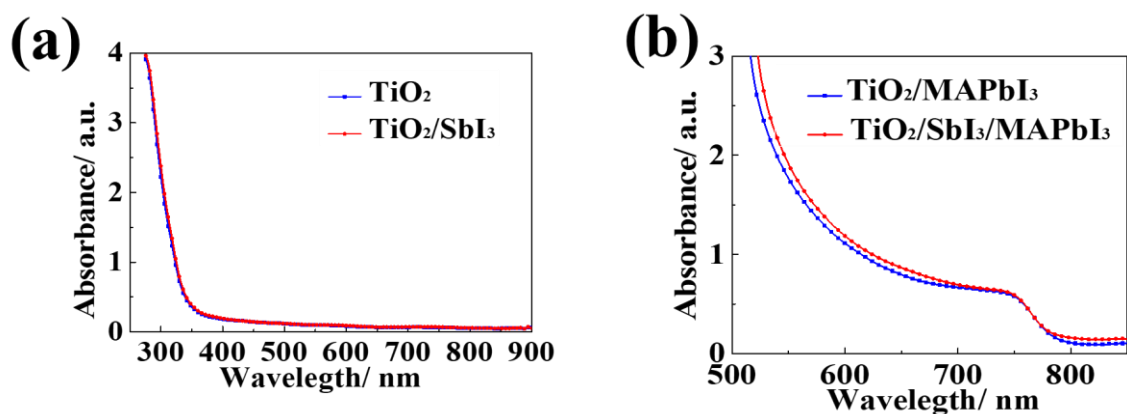 (a)
Absorbance/ a.u.
4
3
2
1
0
TiO₂
TiO₂/SbI₃
300 400 500 600 700 800 900
Wavelegth/ nm
(b)
Absorbance/ a.u.
3
2
1
0
TiO₂/MAPbI₃
TiO₂/SbI₃/MAPbI₃
500 600 700 800
Wavelegth/ nm